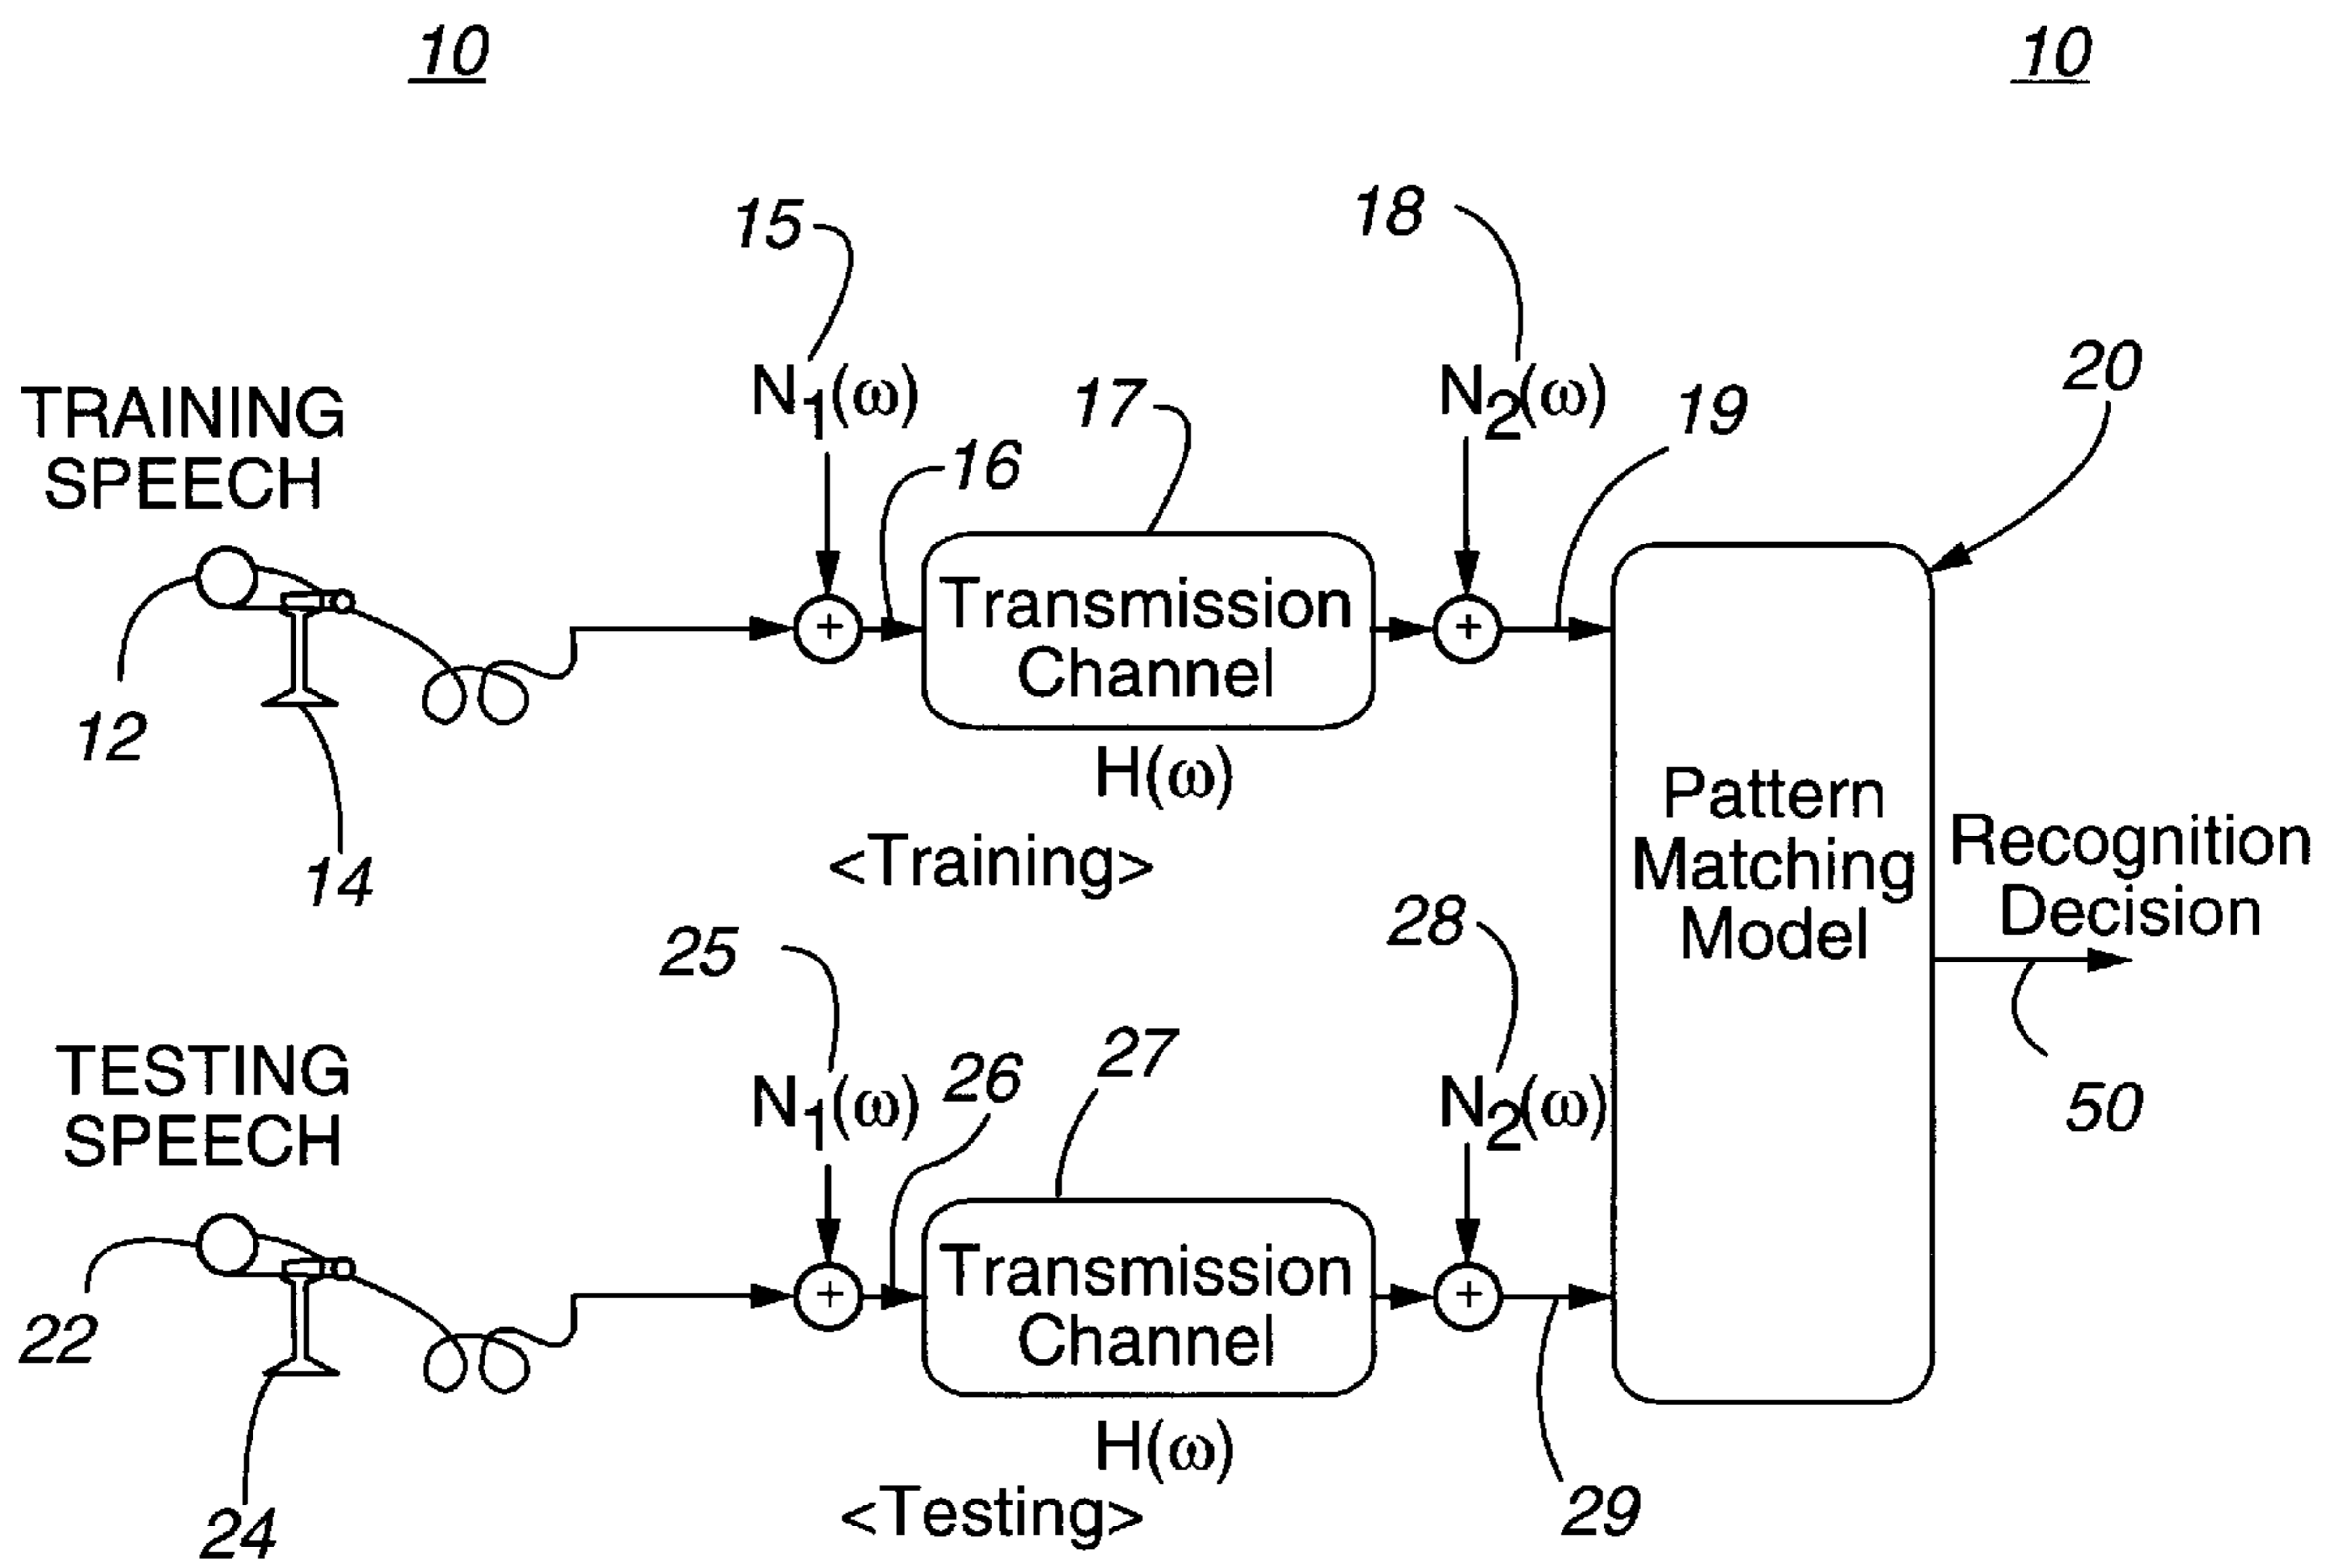 10
10
15
18
N1(ω)
17
N2(ω)
19
20
TRAINING
SPEECH
16
+
Transmission
Channel
+
12
14
H(ω)
<Training>
Pattern
Matching
Model
Recognition
Decision
25
28
TESTING
SPEECH
N1(ω)
26
27
N2(ω)
50
22
24
+
Transmission
Channel
+
H(ω)
<Testing>
29